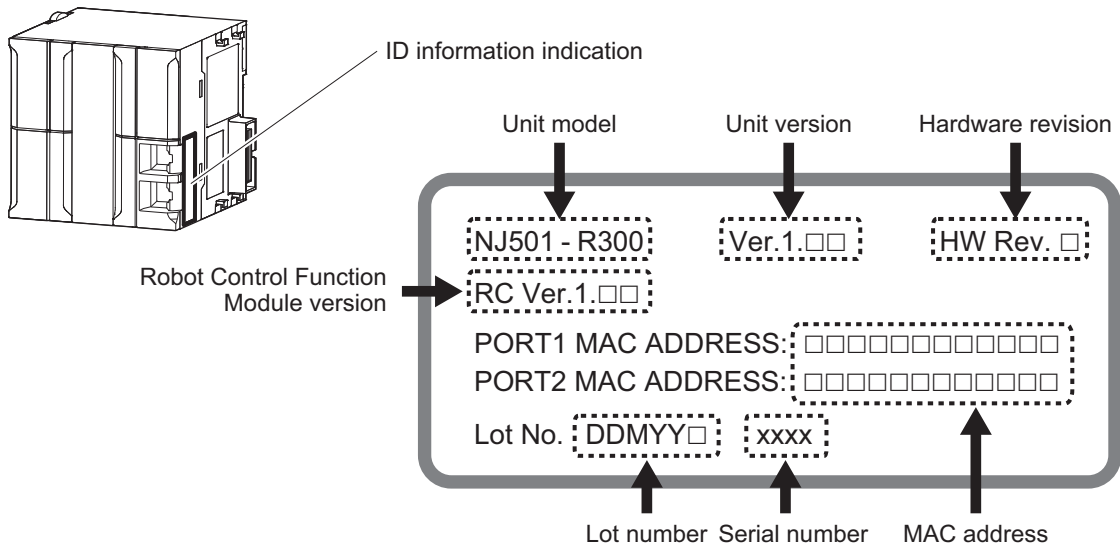 ID information indication
Unit model
Unit version
Hardware revision
NJ501 - R300
Ver.1.□□
HW Rev. □
Robot Control Function
Module version
RC Ver.1.□□
PORT1 MAC ADDRESS: □□□□□□□□□□□□
PORT2 MAC ADDRESS: □□□□□□□□□□□□
Lot No. DDMYY□ xxxx
Lot number
Serial number
MAC address